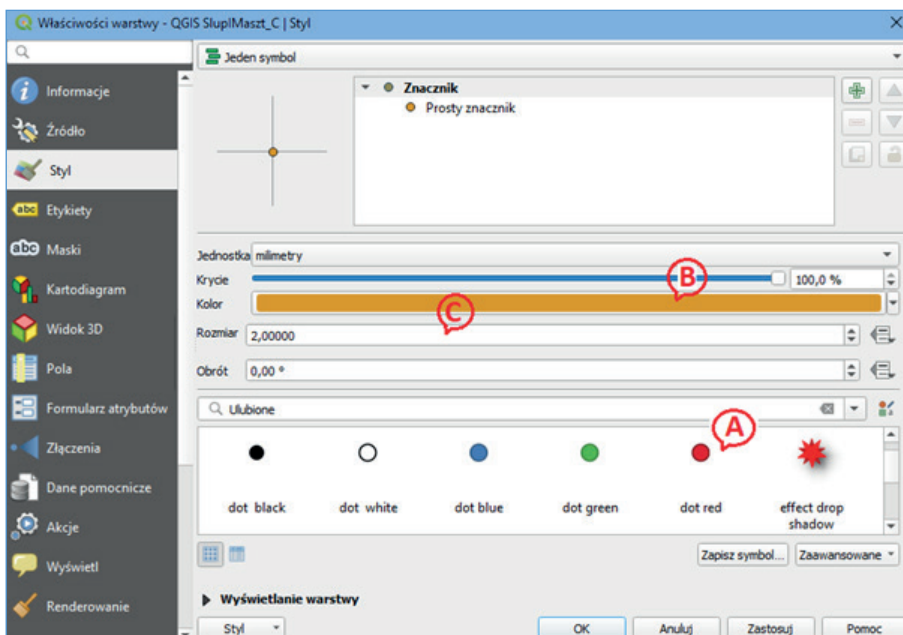 Właściwości warstwy - QGIS SlupIMaszt_C | Styl
Jeden symbol
Informacje
Źródło
Styl
abc Etykiety
abc Maski
Kartodiagram
Widok 3D
Pola
Formularz atrybutów
Złączenia
Dane pomocnicze
Akcje
Wyświetl
Renderowanie
Znacznik
Prosty znacznik
Jednostka milimetry
Krycie 100,0 %
B
Kolor
C
Rozmiar 2,00000
Obrót 0,00 °
Ulubione
A
dot black dot white dot blue dot green dot red effect drop
shadow
Zapisz symbol... Zaawansowane
Wyświetlanie warstwy
Styl OK Anuluj Zastosuj Pomoc